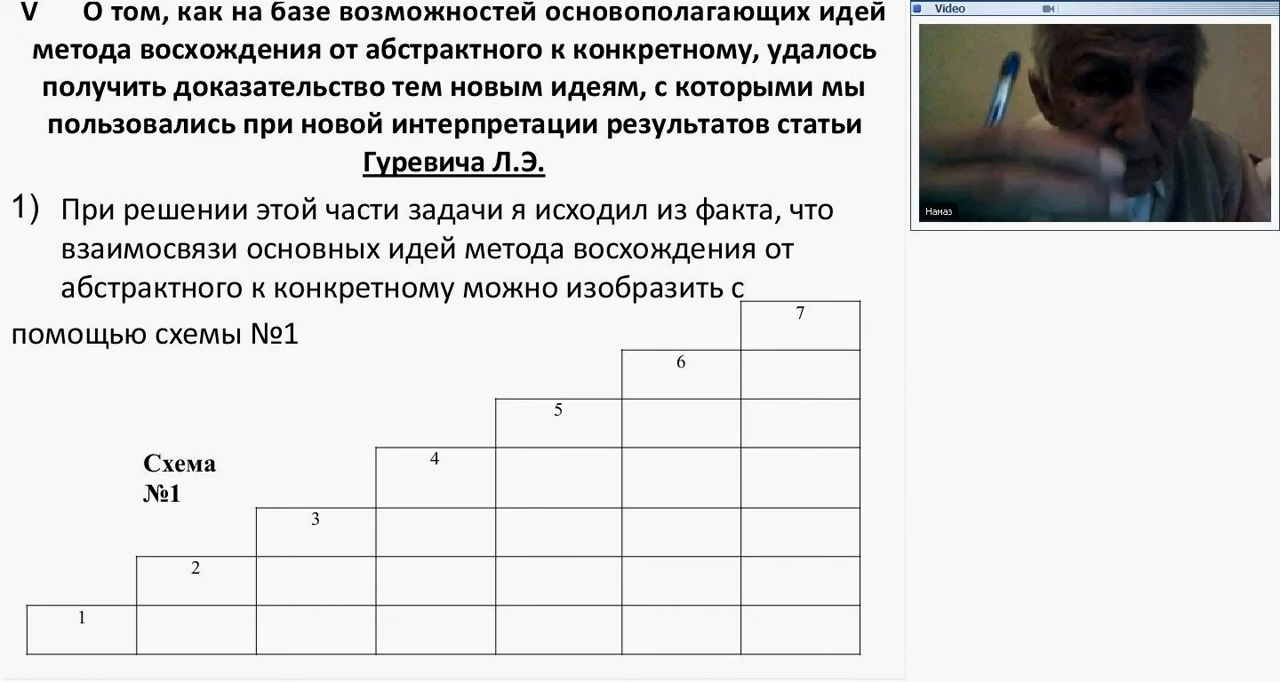 V О том, как на базе возможностей основополагающих идей
метода восхождения от абстрактного к конкретному, удалось
получить доказательство тем новым идеям, с которыми мы
пользовались при новой интерпретации результатов статьи
Гуревича Л.Э.
1) При решении этой части задачи я исходил из факта, что
взаимосвязи основных идей метода восхождения от
абстрактного к конкретному можно изобразить с
помощью схемы №1
7
6
5
4
Схема
№1
3
2
1
Video
Намаз